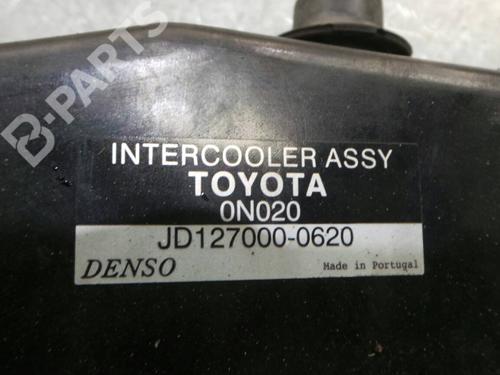 B-PARTS
INTERCOOLER ASSY
TOYOTA
0N020
JD127000-0620
DENSO Made in Portugal